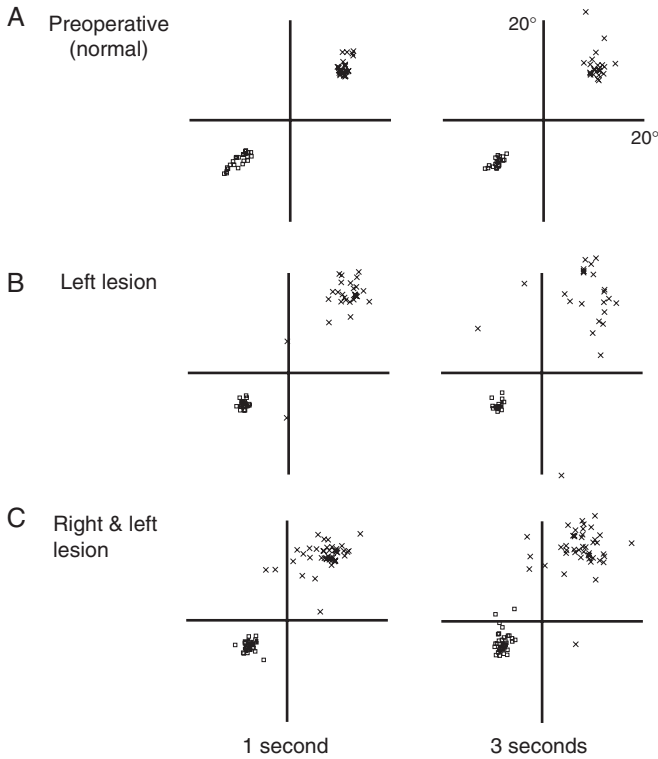 A
Preoperative
(normal)
20°
20°
B
Left lesion
C
Right & left
lesion
1 second
3 seconds